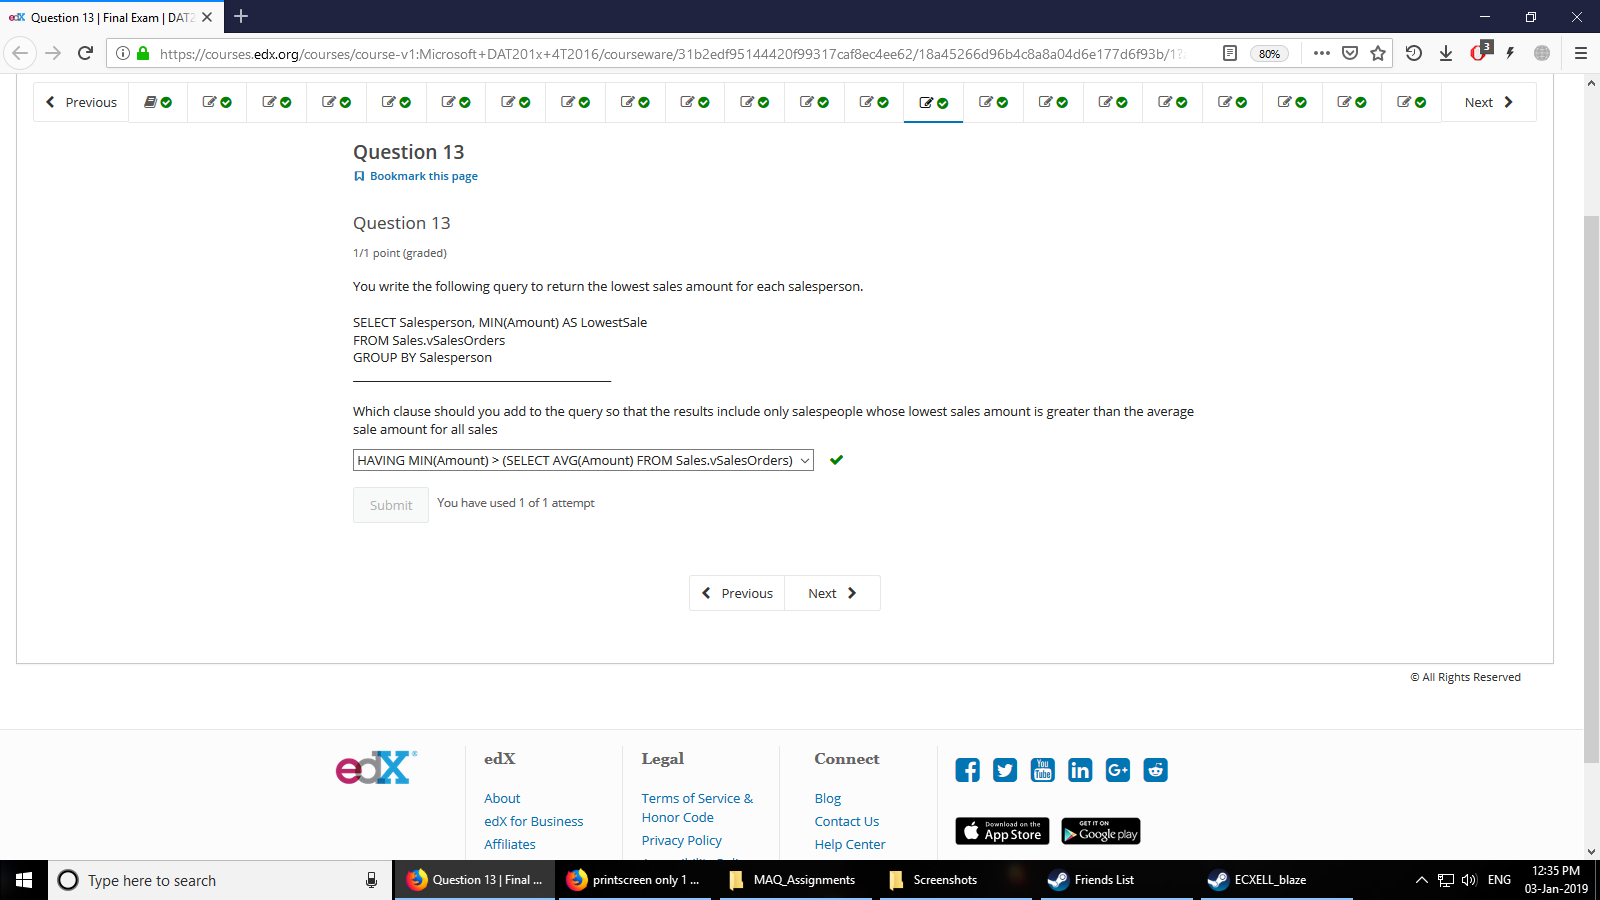 edX Question 13 | Final Exam | DAT2
https://courses.edx.org/courses/course-v1:Microsoft+DAT201x+4T2016/courseware/31b2edf95144420f99317caf8ec4ee62/18a45266d96b4c8a8a04d6e177d6f93b/1?
80%
3
Previous
Next
Question 13
Bookmark this page
Question 13
1/1 point (graded)
You write the following query to return the lowest sales amount for each salesperson.
SELECT Salesperson, MIN(Amount) AS LowestSale
FROM Sales.vSalesOrders
GROUP BY Salesperson
Which clause should you add to the query so that the results include only salespeople whose lowest sales amount is greater than the average
sale amount for all sales
HAVING MIN(Amount) > (SELECT AVG(Amount) FROM Sales.vSalesOrders)
Submit You have used 1 of 1 attempt
Previous Next
© All Rights Reserved
edX
edX
About
edX for Business
Affiliates
Legal
Terms of Service &
Honor Code
Privacy Policy
Connect
Blog
Contact Us
Help Center
You
Tube
in
G+
Download on the
App Store
GET IT ON
Google play
Type here to search
Question 13 | Final ...
printscreen only 1 ...
MAQ_Assignments
Screenshots
Friends List
ECXELL_blaze
ENG
12:35 PM
03-Jan-2019